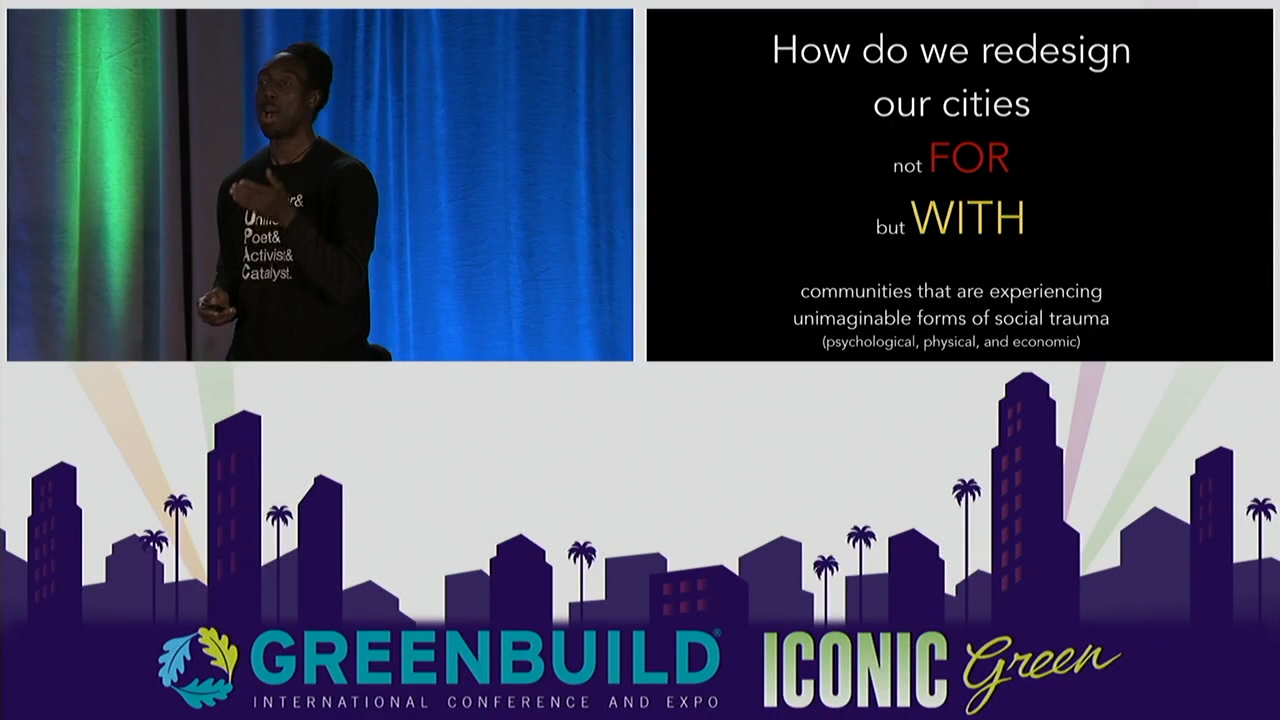 U
Poet&
Activist&
Catalyst.
How do we redesign
our cities
not FOR
but WITH
communities that are experiencing
unimaginable forms of social trauma
(psychological, physical, and economic)
GREENBUILD®
INTERNATIONAL CONFERENCE AND EXPO
ICONIC Green